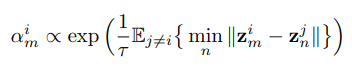 α_m^i ∝ exp ( 1/τ 𝔼_{j≠i} { min_n ‖𝐳_m^i − 𝐳_n^j‖ } )